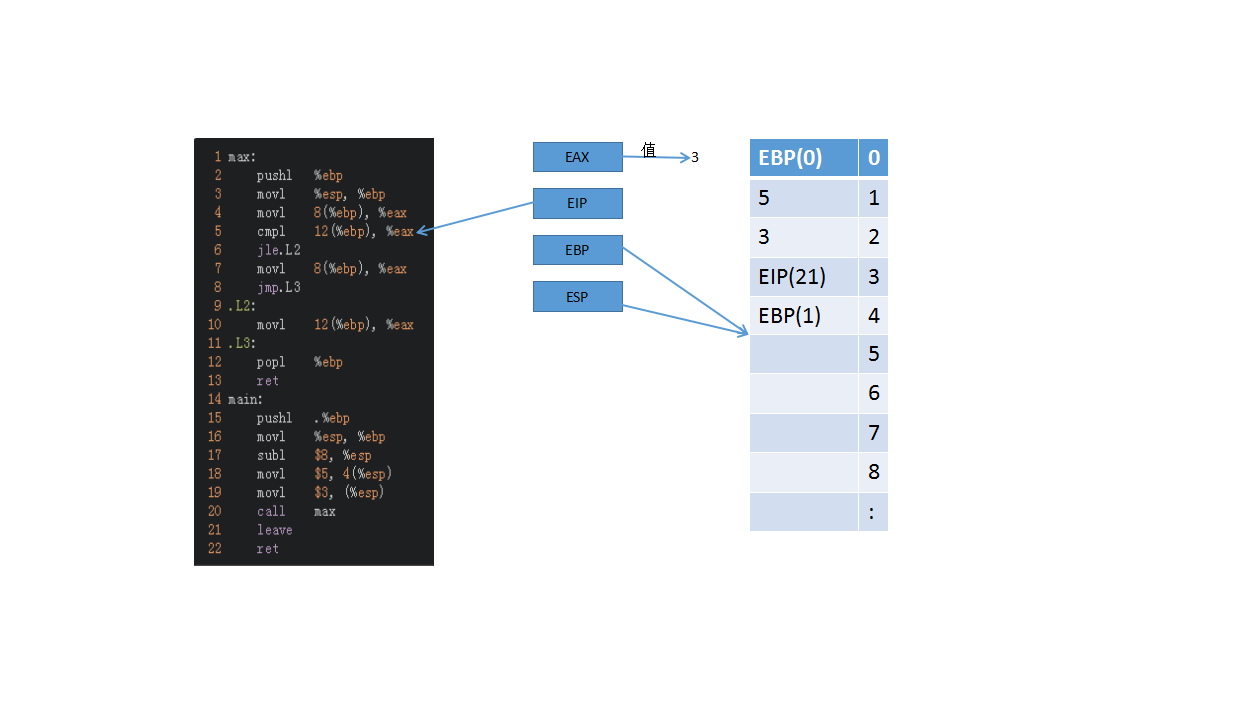 1 max:
2 pushl %ebp
3 movl %esp, %ebp
4 movl 8(%ebp), %eax
5 cmpl 12(%ebp), %eax
6 jle.L2
7 movl 8(%ebp), %eax
8 jmp.L3
9 .L2:
10 movl 12(%ebp), %eax
11 .L3:
12 popl %ebp
13 ret
14 main:
15 pushl .%ebp
16 movl %esp, %ebp
17 subl $8, %esp
18 movl $5, 4(%esp)
19 movl $3, (%esp)
20 call max
21 leave
22 ret
EAX
值
3
EIP
EBP
ESP
EBP(0) 0
5 1
3 2
EIP(21) 3
EBP(1) 4
5
6
7
8
: